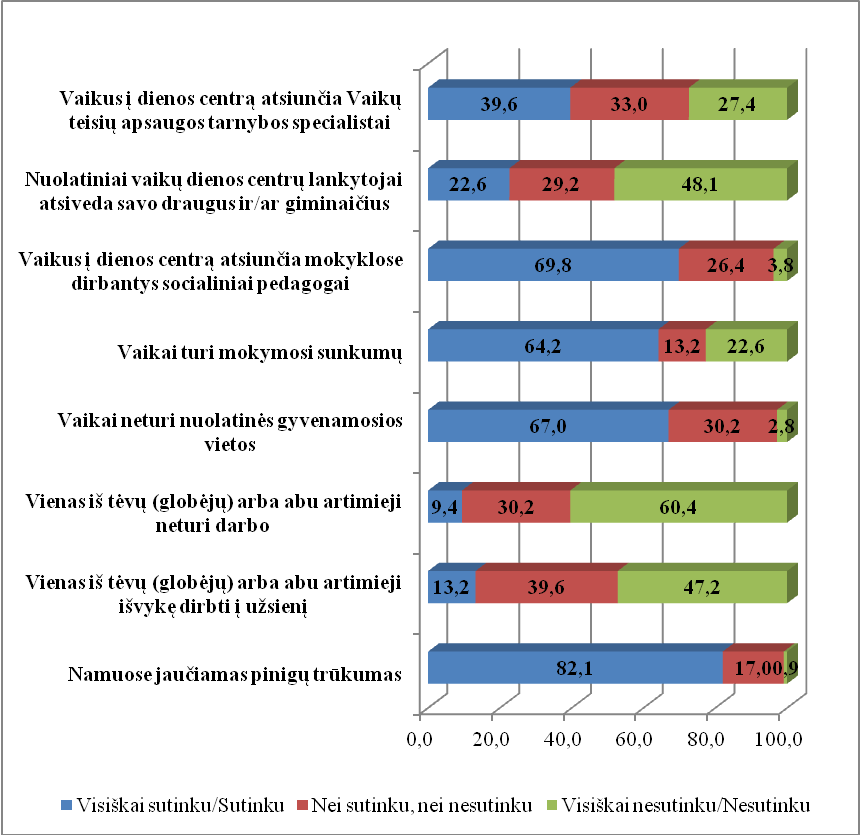 Vaikus į dienos centrą atsiunčia Vaikų
teisių apsaugos tarnybos specialistai
39,6 33,0 27,4
Nuolatiniai vaikų dienos centrų lankytojai
atsiveda savo draugus ir/ar giminaičius
22,6 29,2 48,1
Vaikus į dienos centrą atsiunčia mokyklose
dirbantys socialiniai pedagogai
69,8 26,4 3,8
Vaikai turi mokymosi sunkumų
64,2 13,2 22,6
Vaikai neturi nuolatinės gyvenamosios
vietos
67,0 30,2 2,8
Vienas iš tėvų (globėjų) arba abu artimieji
neturi darbo
9,4 30,2 60,4
Vienas iš tėvų (globėjų) arba abu artimieji
išvykę dirbti į užsienį
13,2 39,6 47,2
Namuose jaučiamas pinigų trūkumas
82,1 17,0 0,9
0,0 20,0 40,0 60,0 80,0 100,0
Visiškai sutinku/Sutinku Nei sutinku, nei nesutinku Visiškai nesutinku/Nesutinku